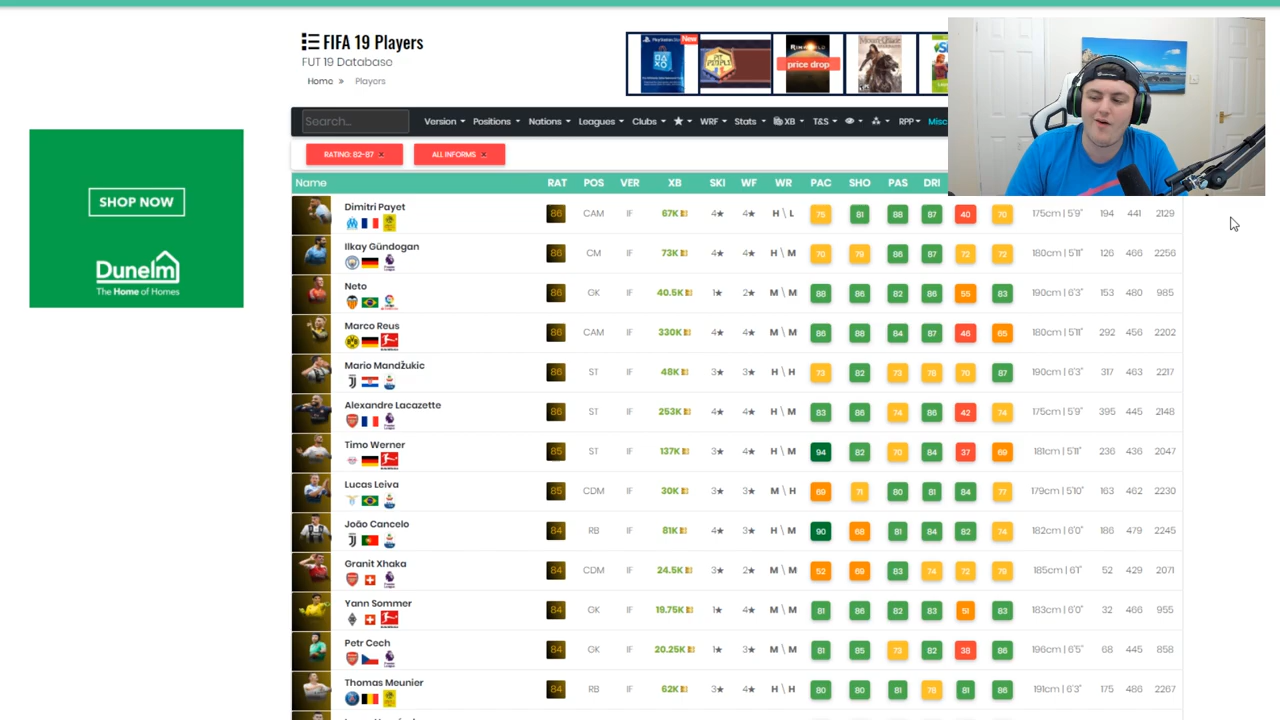 FIFA 19 Players
FUT 19 Database
Home » Players
PlayStation New
PIT PEOPLE
RIMWORLD
price drop
SHOP NOW
Dunelm
The Home of Homes
Search... Version Positions Nations Leagues Clubs ★ WRF Stats XB T&S RPP Misc
RATING: 82-87 x ALL INFORMS x
Name RAT POS VER XB SKI WF WR PAC SHO PAS DRI
Dimitri Payet 86 CAM IF 67K 4★ 4★ H \ L 75 81 88 87 40 70 175cm | 5'9" 194 441 2129
Ilkay Gündogan 86 CM IF 73K 4★ 4★ H \ M 70 79 86 87 72 72 180cm | 5'11" 126 466 2256
Neto 86 GK IF 40.5K 1★ 2★ M \ M 88 86 82 86 55 83 190cm | 6'3" 153 480 985
Marco Reus 86 CAM IF 330K 4★ 4★ M \ M 86 88 84 87 46 65 180cm | 5'11" 292 456 2202
Mario Mandžukic 86 ST IF 48K 3★ 3★ H \ H 73 82 73 78 70 87 190cm | 6'3" 317 463 2217
Alexandre Lacazette 86 ST IF 253K 4★ 4★ H \ M 83 86 74 86 42 74 175cm | 5'9" 395 445 2148
Timo Werner 85 ST IF 137K 3★ 4★ H \ M 94 82 70 84 37 69 181cm | 5'11" 236 436 2047
Lucas Leiva 85 CDM IF 30K 3★ 3★ M \ H 69 71 80 81 84 77 179cm | 5'10" 163 462 2230
João Cancelo 84 RB IF 81K 4★ 3★ H \ M 90 68 81 84 82 74 182cm | 6'0" 186 479 2245
Granit Xhaka 84 CDM IF 24.5K 3★ 2★ M \ M 52 69 83 74 72 79 185cm | 6'1" 52 429 2071
Yann Sommer 84 GK IF 19.75K 1★ 4★ M \ M 81 86 82 83 51 83 183cm | 6'0" 32 466 955
Petr Cech 84 GK IF 20.25K 1★ 3★ M \ M 81 85 73 82 38 86 196cm | 6'5" 68 445 858
Thomas Meunier 84 RB IF 62K 3★ 4★ H \ H 80 80 81 78 81 86 191cm | 6'3" 175 486 2267